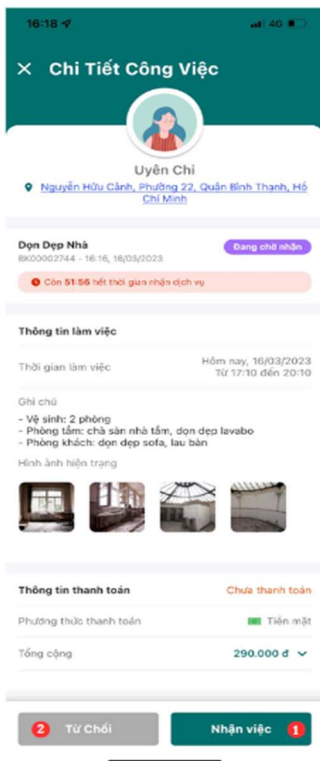 16:18
4G
Chi Tiết Công Việc
Uyên Chi
Nguyễn Hữu Cảnh, Phường 22, Quận Bình Thạnh, Hồ
Chí Minh
Dọn Dẹp Nhà
Đang chờ nhận
BK00002744 - 16:16, 16/03/2023
Còn 51:56 hết thời gian nhận dịch vụ
Thông tin làm việc
Thời gian làm việc
Hôm nay, 16/03/2023
Từ 17:10 đến 20:10
Ghi chú
- Vệ sinh: 2 phòng
- Phòng tắm: chà sàn nhà tắm, dọn dẹp lavabo
- Phòng khách: dọn dẹp sofa, lau bàn
Hình ảnh hiện trạng
Thông tin thanh toán
Chưa thanh toán
Phương thức thanh toán
Tiền mặt
Tổng cộng
290.000 đ
2 Từ Chối
Nhận việc 1